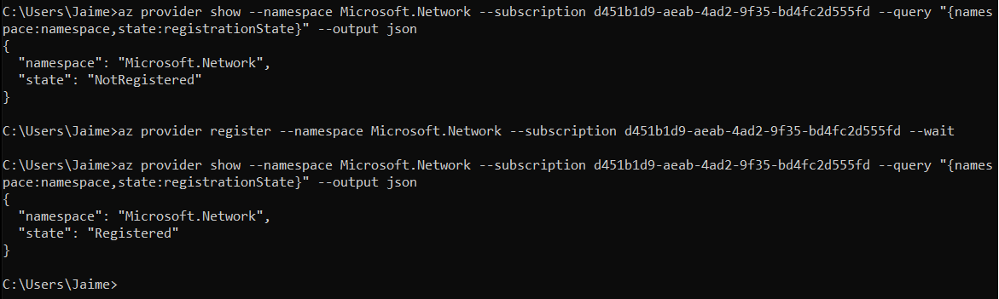 C:\Users\Jaime>az provider show --namespace Microsoft.Network --subscription d451b1d9-aeab-4ad2-9f35-bd4fc2d555fd --query "{names
pace:namespace,state:registrationState}" --output json
{
  "namespace": "Microsoft.Network",
  "state": "NotRegistered"
}
C:\Users\Jaime>az provider register --namespace Microsoft.Network --subscription d451b1d9-aeab-4ad2-9f35-bd4fc2d555fd --wait
C:\Users\Jaime>az provider show --namespace Microsoft.Network --subscription d451b1d9-aeab-4ad2-9f35-bd4fc2d555fd --query "{names
pace:namespace,state:registrationState}" --output json
{
  "namespace": "Microsoft.Network",
  "state": "Registered"
}
C:\Users\Jaime>